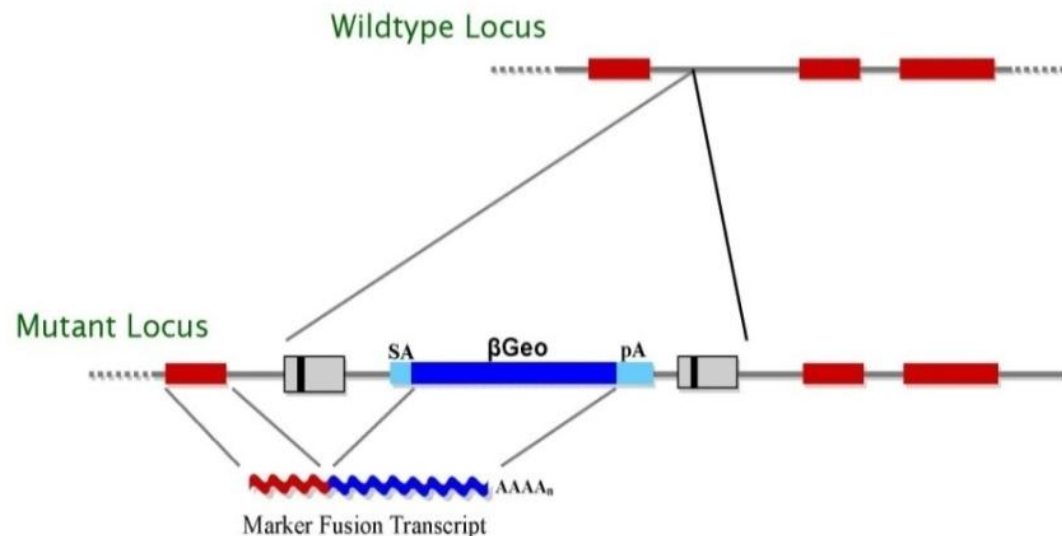 Wildtype Locus
Mutant Locus
SA βGeo pA
AAAAn
Marker Fusion Transcript